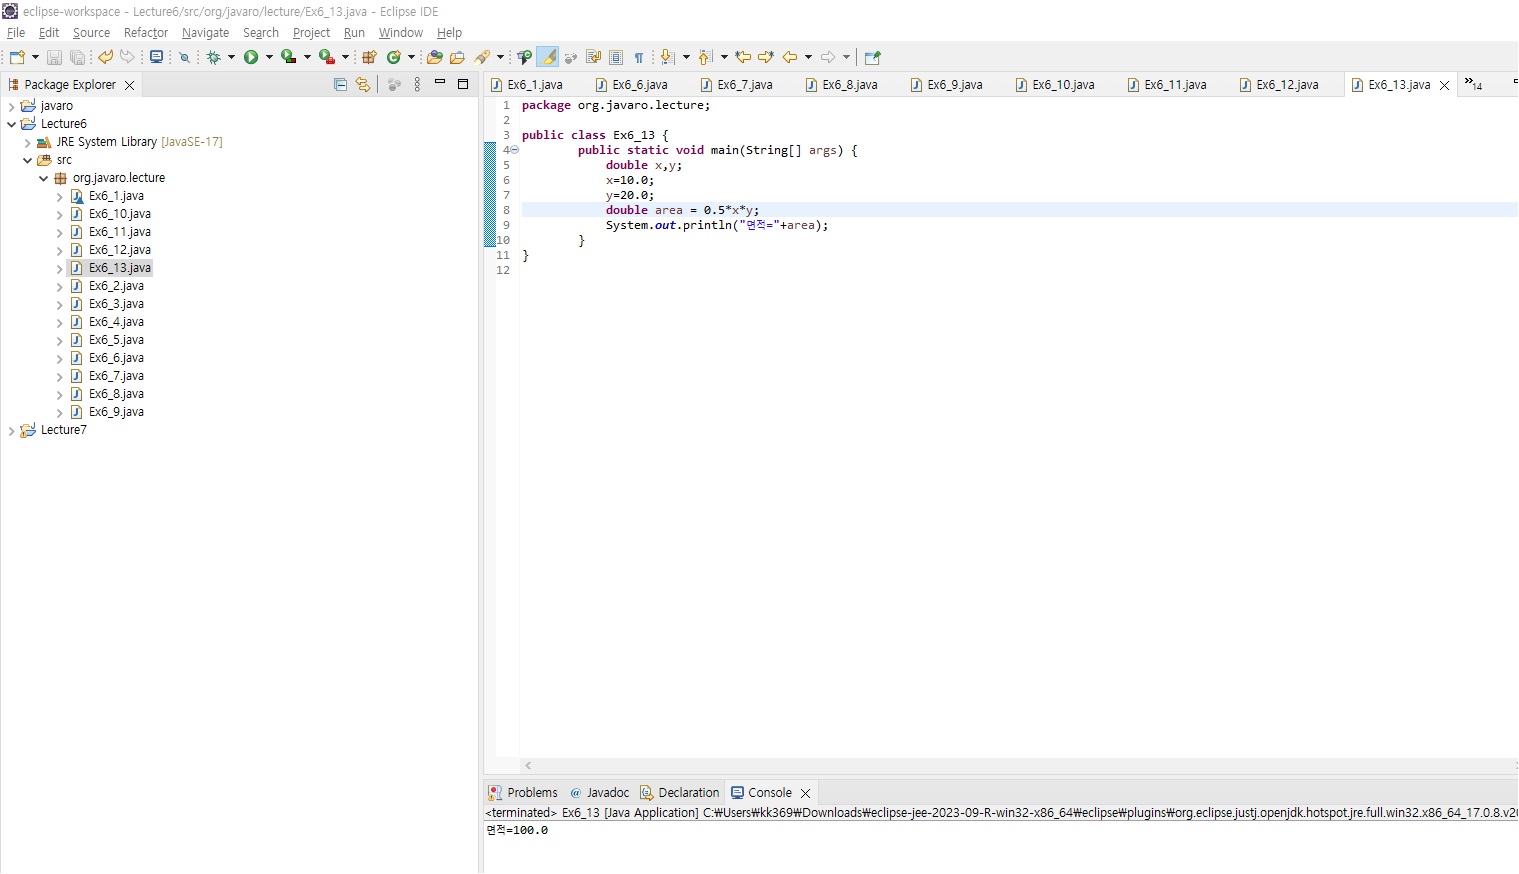 eclipse-workspace - Lecture6/src/org/javaro/lecture/Ex6_13.java - Eclipse IDE
File Edit Source Refactor Navigate Search Project Run Window Help
Package Explorer
javaro
Lecture6
JRE System Library [JavaSE-17]
src
org.javaro.lecture
Ex6_1.java
Ex6_10.java
Ex6_11.java
Ex6_12.java
Ex6_13.java
Ex6_2.java
Ex6_3.java
Ex6_4.java
Ex6_5.java
Ex6_6.java
Ex6_7.java
Ex6_8.java
Ex6_9.java
Lecture7
Ex6_1.java Ex6_6.java Ex6_7.java Ex6_8.java Ex6_9.java Ex6_10.java Ex6_11.java Ex6_12.java Ex6_13.java »14
1 package org.javaro.lecture;
2
3 public class Ex6_13 {
4 public static void main(String[] args) {
5 double x,y;
6 x=10.0;
7 y=20.0;
8 double area = 0.5*x*y;
9 System.out.println("면적="+area);
10 }
11 }
12
Problems @ Javadoc Declaration Console
<terminated> Ex6_13 [Java Application] C:₩Users₩kk369₩Downloads₩eclipse-jee-2023-09-R-win32-x86_64₩eclipse₩plugins₩org.eclipse.justj.openjdk.hotspot.jre.full.win32.x86_64_17.0.8.v20
면적=100.0